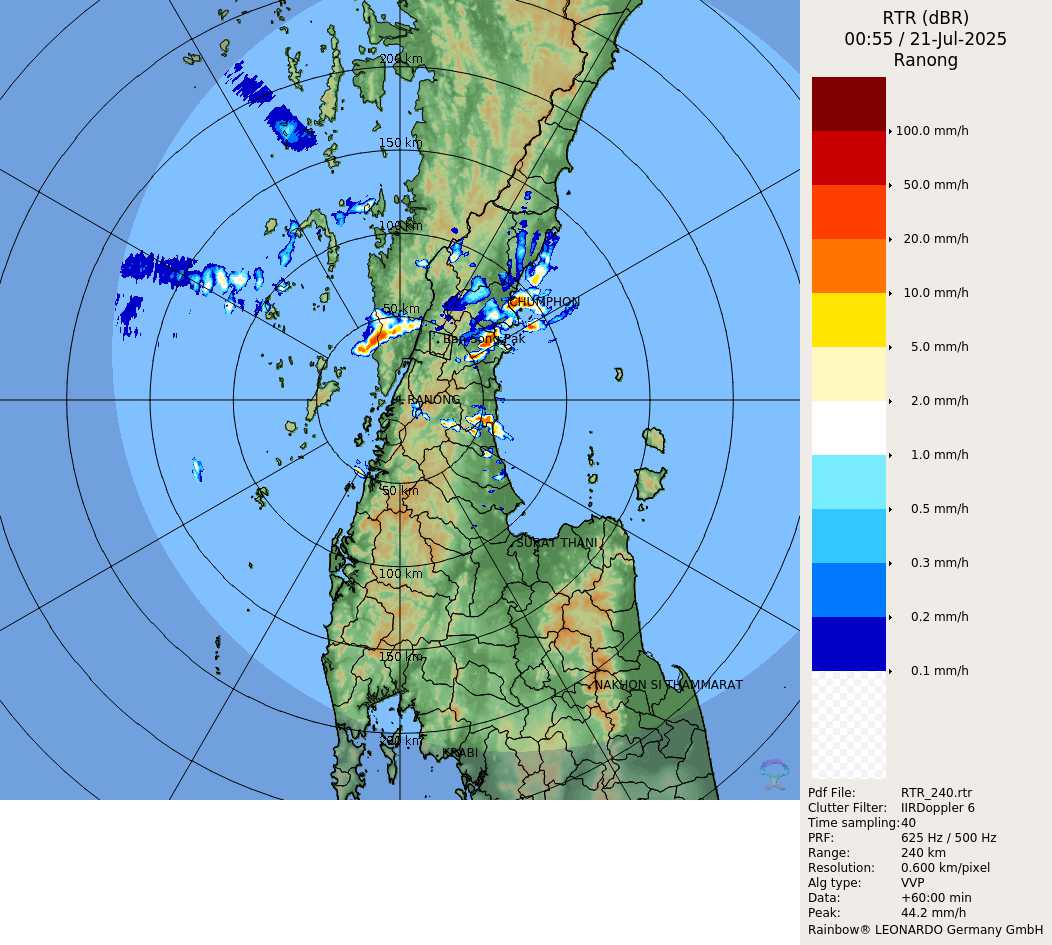 RTR (dBR)
00:55 / 21-Jul-2025
Ranong
100.0 mm/h
50.0 mm/h
20.0 mm/h
10.0 mm/h
5.0 mm/h
2.0 mm/h
1.0 mm/h
0.5 mm/h
0.3 mm/h
0.2 mm/h
0.1 mm/h
200 km
150 km
100 km
50 km
CHUMPHON
Ban Song Pak
RANONG
50 km
SURAT THANI
100 km
150 km
NAKHON SI THAMMARAT
200 km
KRABI
Pdf File: RTR_240.rtr
Clutter Filter: IIRDoppler 6
Time sampling:40
PRF: 625 Hz / 500 Hz
Range: 240 km
Resolution: 0.600 km/pixel
Alg type: VVP
Data: +60:00 min
Peak: 44.2 mm/h
Rainbow® LEONARDO Germany GmbH